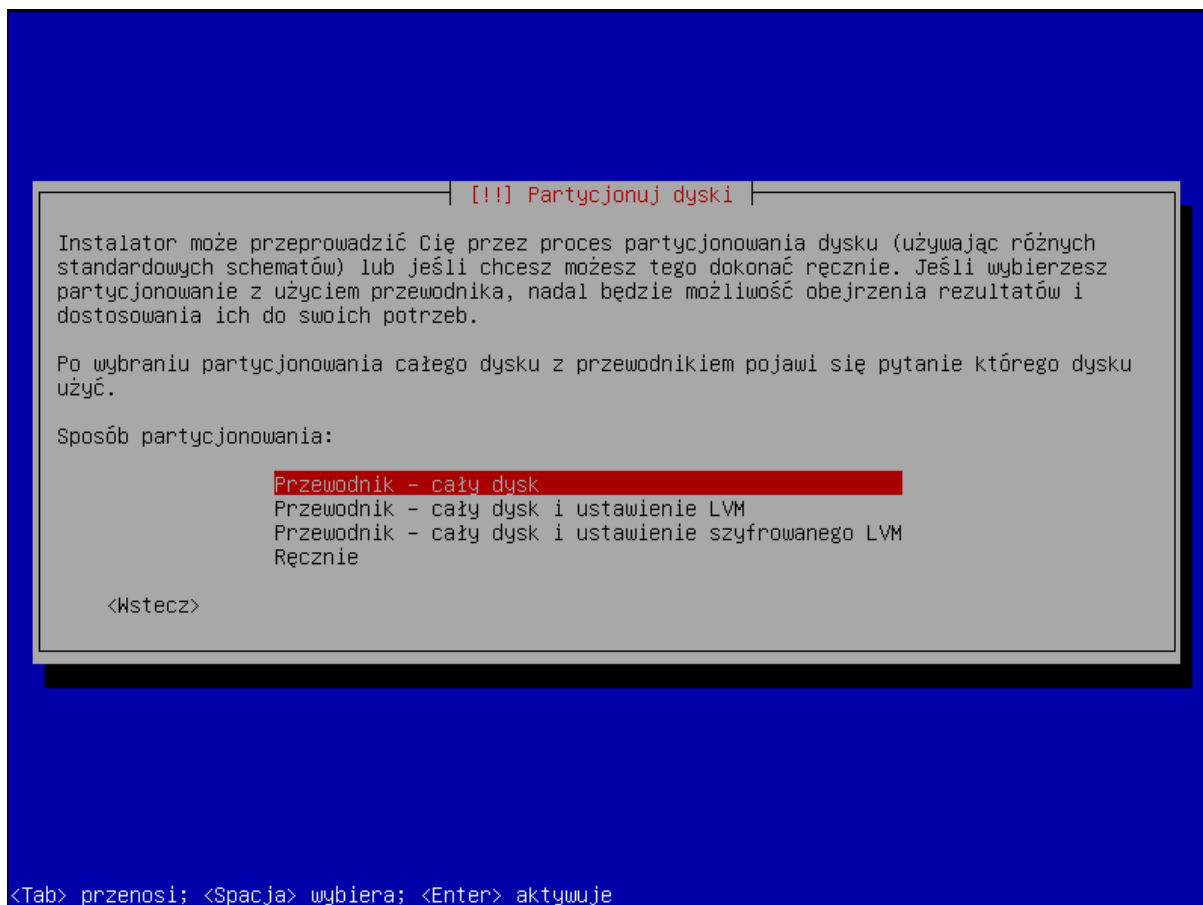 [!!] Partycjonuj dyski
Instalator może przeprowadzić Cię przez proces partycjonowania dysku (używając różnych
standardowych schematów) lub jeśli chcesz możesz tego dokonać ręcznie. Jeśli wybierzesz
partycjonowanie z użyciem przewodnika, nadal będzie możliwość obejrzenia rezultatów i
dostosowania ich do swoich potrzeb.
Po wybraniu partycjonowania całego dysku z przewodnikiem pojawi się pytanie którego dysku
użyć.
Sposób partycjonowania:
Przewodnik – cały dysk
Przewodnik – cały dysk i ustawienie LVM
Przewodnik – cały dysk i ustawienie szyfrowanego LVM
Ręcznie
<Wstecz>
<Tab> przenosi; <Spacja> wybiera; <Enter> aktywuje